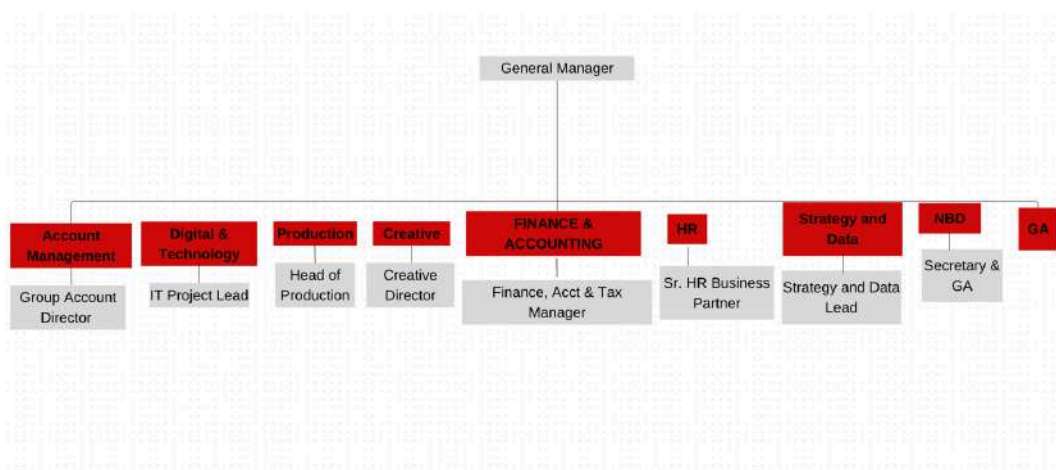 General Manager
Account
Management
Group Account
Director
Digital &
Technology
IT Project Lead
Production
Head of
Production
Creative
Creative
Director
FINANCE &
ACCOUNTING
Finance, Acct & Tax
Manager
HR
Sr. HR Business
Partner
Strategy and
Data
Strategy and Data
Lead
NBD
Secretary &
GA
GA